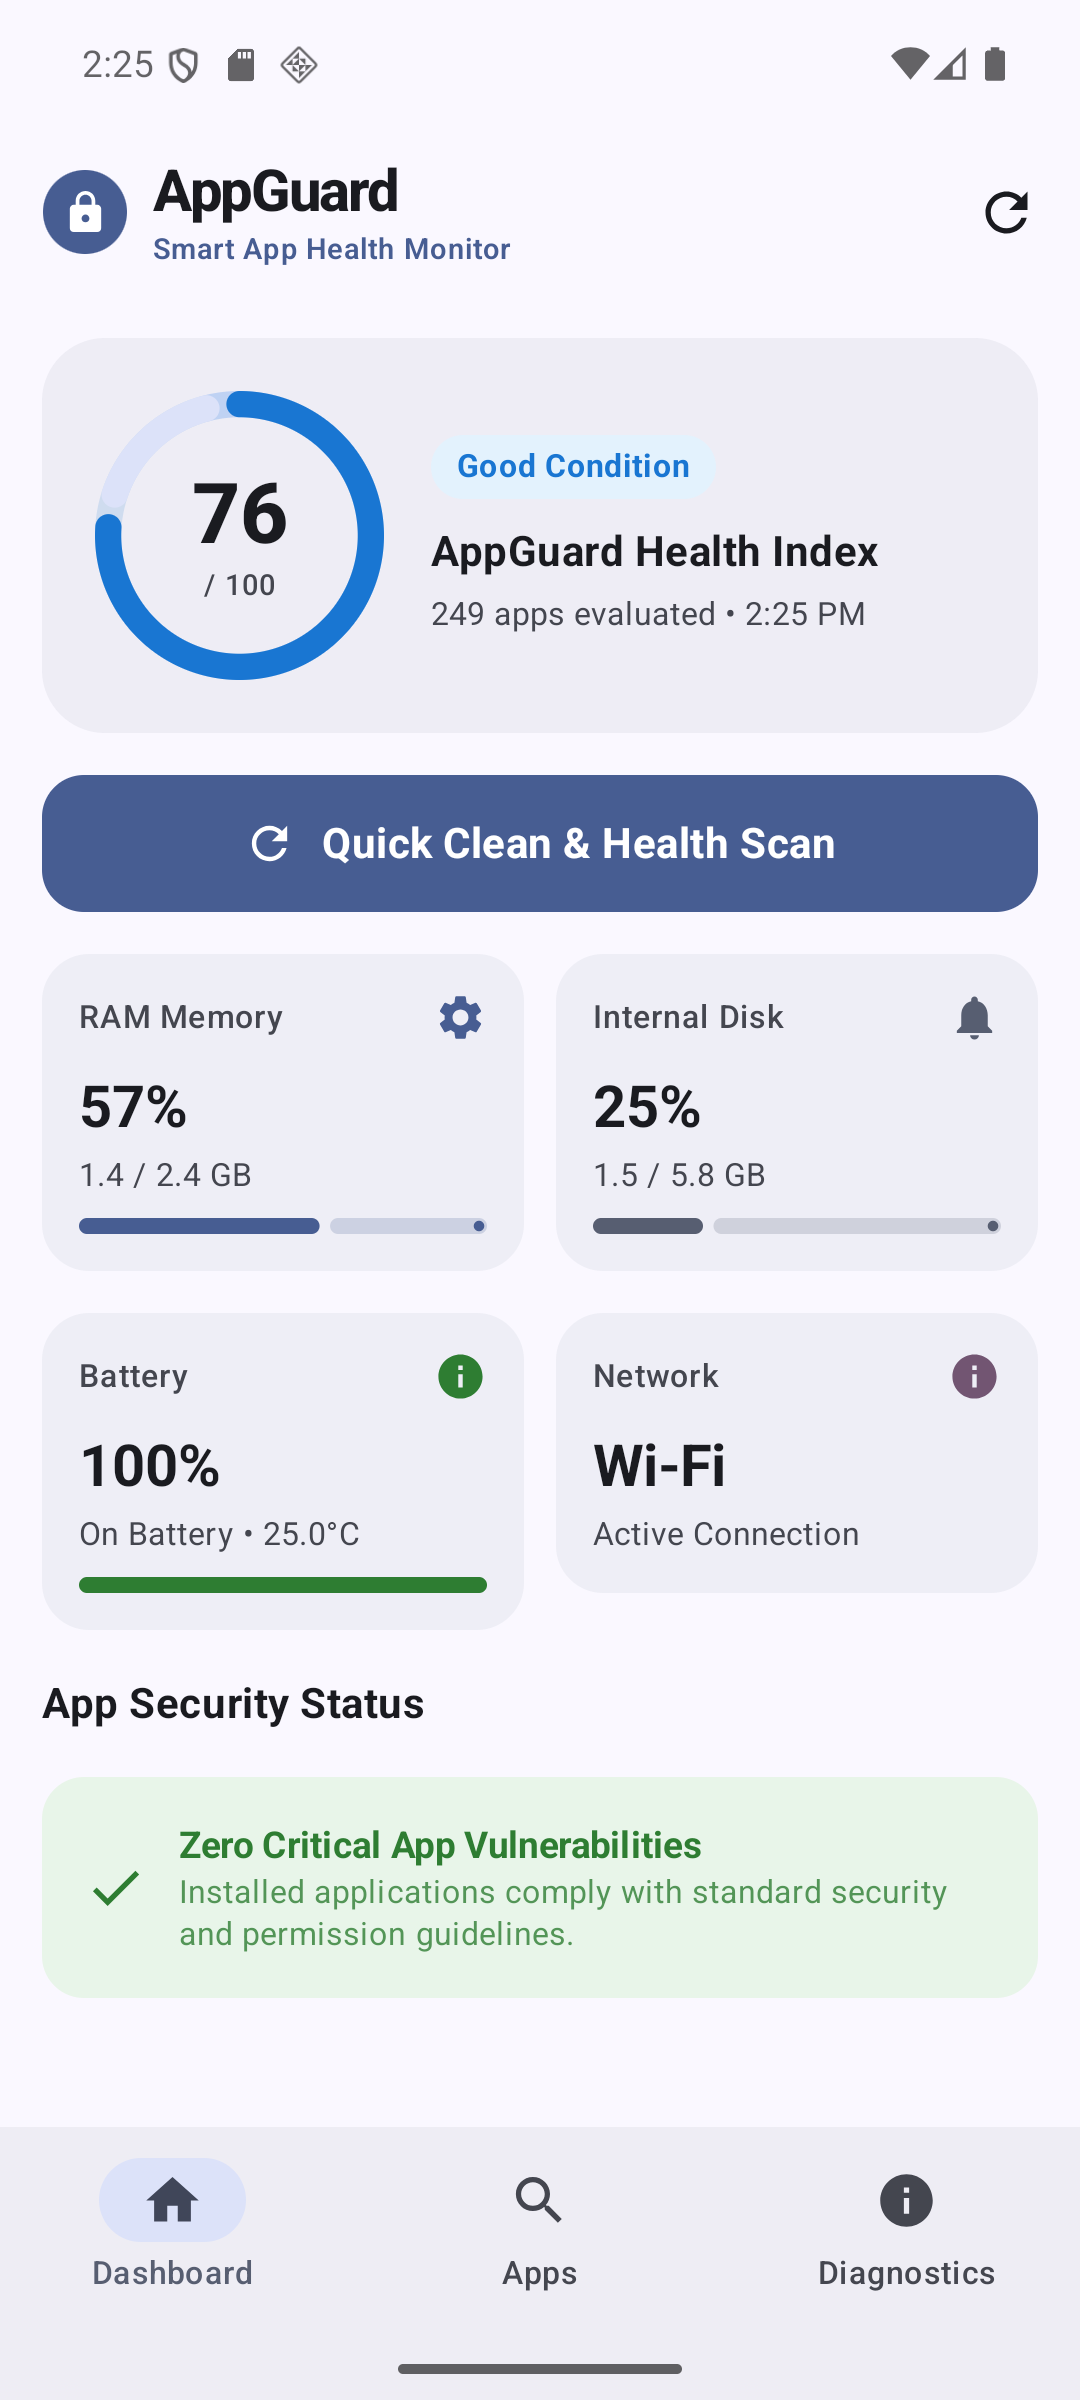 2:25
AppGuard
Smart App Health Monitor
76
/ 100
Good Condition
AppGuard Health Index
249 apps evaluated • 2:25 PM
Quick Clean & Health Scan
RAM Memory
57%
1.4 / 2.4 GB
Internal Disk
25%
1.5 / 5.8 GB
Battery
100%
On Battery • 25.0°C
Network
Wi-Fi
Active Connection
App Security Status
Zero Critical App Vulnerabilities
Installed applications comply with standard security
and permission guidelines.
Dashboard
Apps
Diagnostics